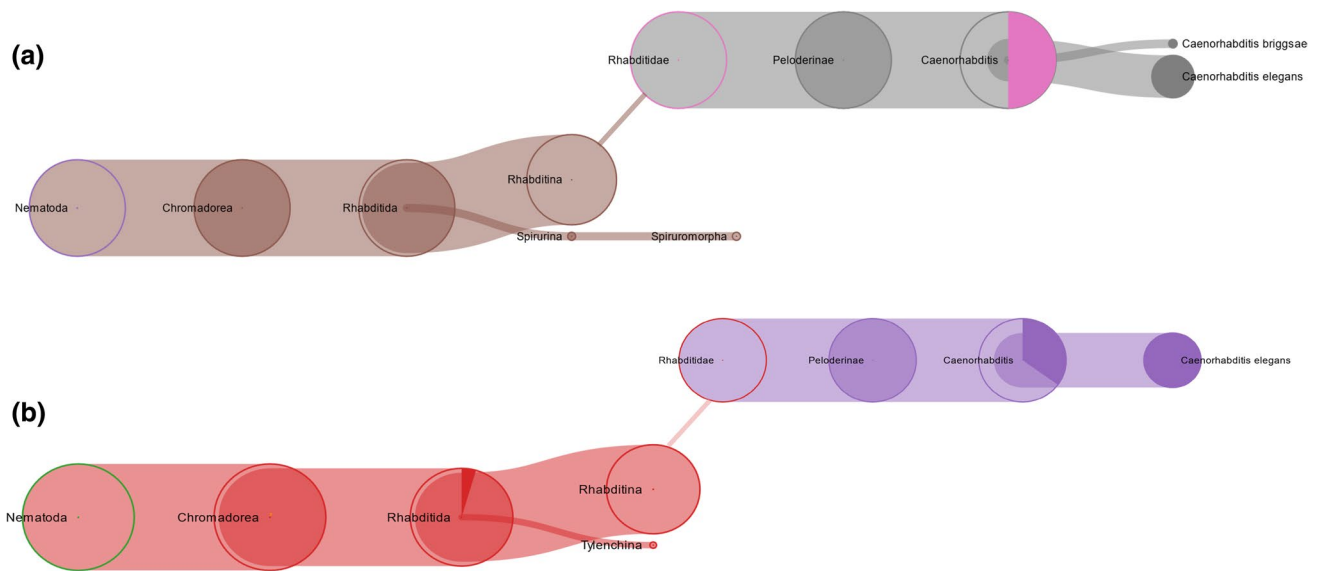 (a)
Rhabditidae
Peloderinae
Caenorhabditis
Caenorhabditis briggsae
Caenorhabditis elegans
Nematoda
Chromadorea
Rhabditida
Rhabditina
Spirurina
Spiruromorpha
(b)
Rhabditidae
Peloderinae
Caenorhabditis
Caenorhabditis elegans
Nematoda
Chromadorea
Rhabditida
Rhabditina
Tylenchina